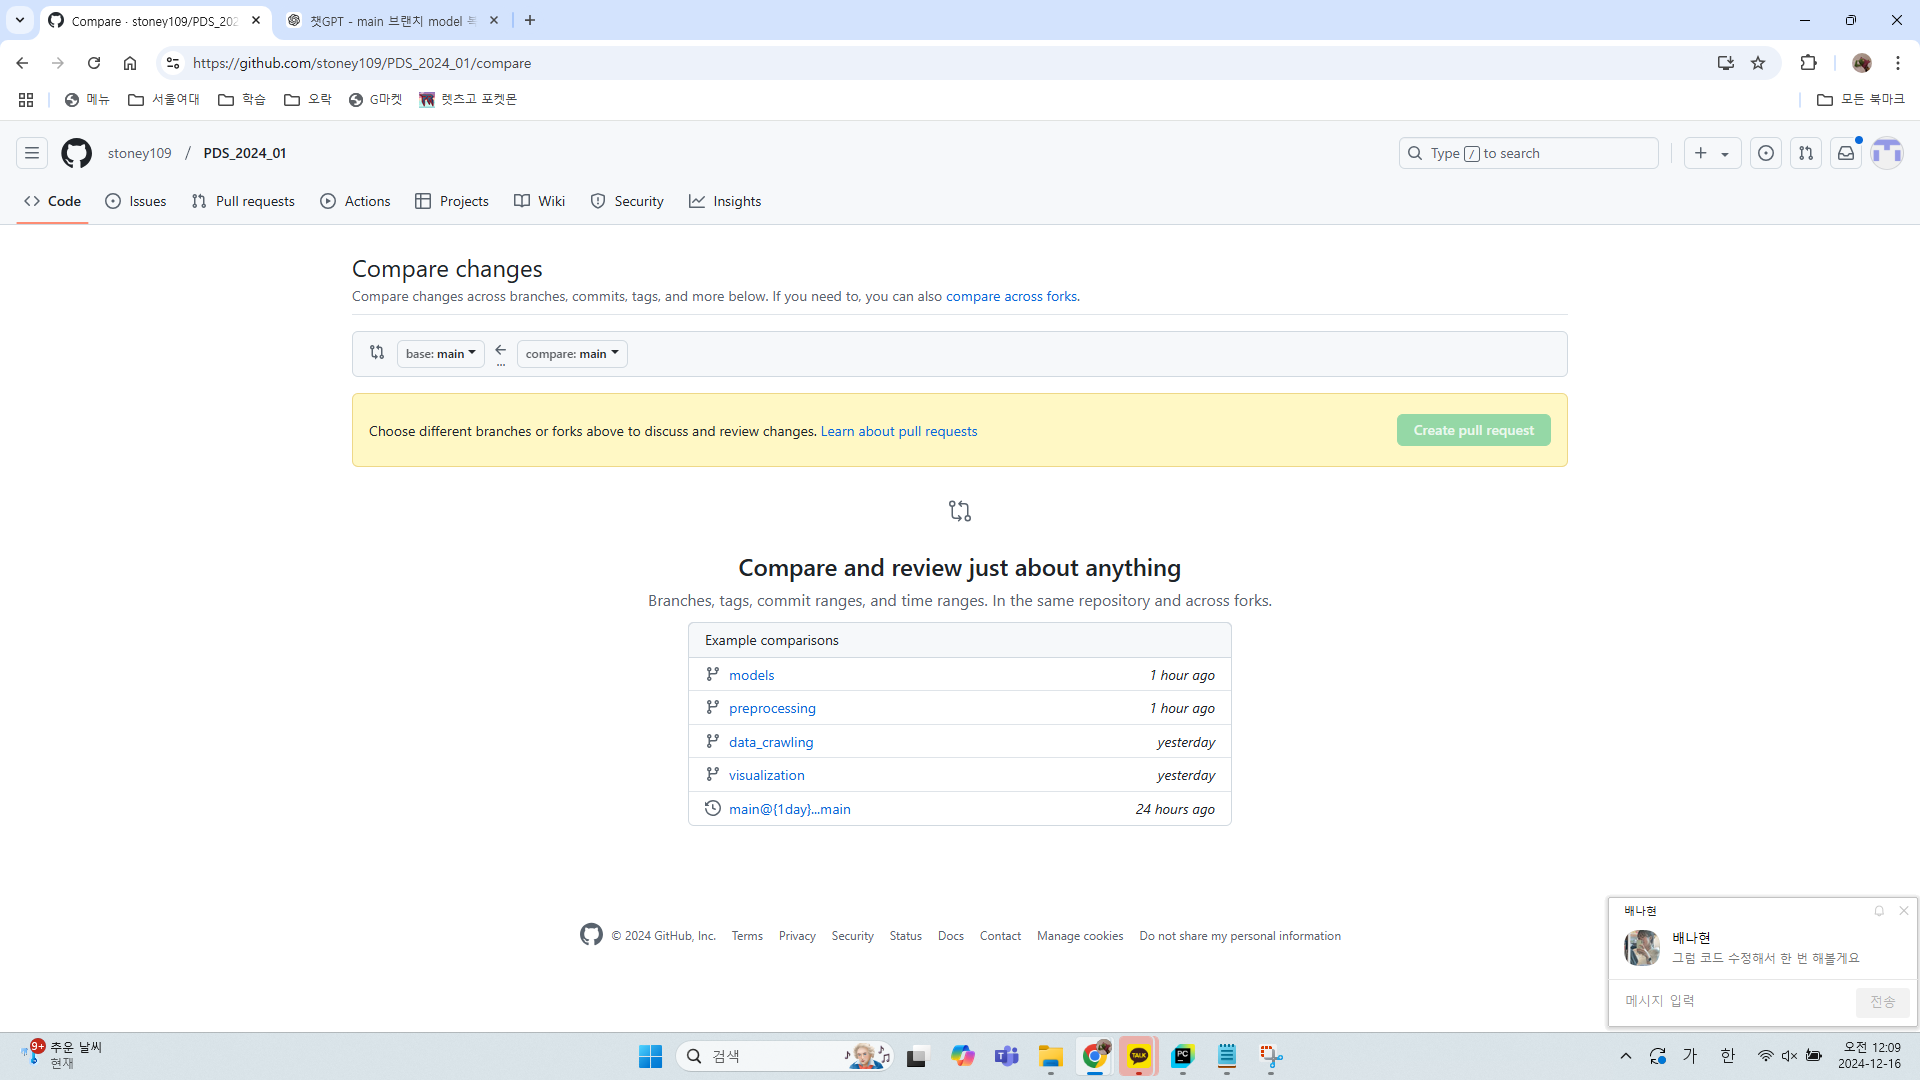 Compare · stoney109/PDS_202
챗GPT - main 브랜치 model 복
https://github.com/stoney109/PDS_2024_01/compare
메뉴
서울여대
학습
오락
G마켓
렛츠고 포켓몬
모든 북마크
stoney109 / PDS_2024_01
Type / to search
Code
Issues
Pull requests
Actions
Projects
Wiki
Security
Insights
Compare changes
Compare changes across branches, commits, tags, and more below. If you need to, you can also compare across forks.
base: main
...
compare: main
Choose different branches or forks above to discuss and review changes. Learn about pull requests
Create pull request
Compare and review just about anything
Branches, tags, commit ranges, and time ranges. In the same repository and across forks.
Example comparisons
models 1 hour ago
preprocessing 1 hour ago
data_crawling yesterday
visualization yesterday
main@{1day}...main 24 hours ago
© 2024 GitHub, Inc.
Terms
Privacy
Security
Status
Docs
Contact
Manage cookies
Do not share my personal information
배나현
배나현
그럼 코드 수정해서 한 번 해볼게요
메시지 입력
전송
9+
추운 날씨
현재
검색
TALK
PC
가
한
오전 12:09
2024-12-16